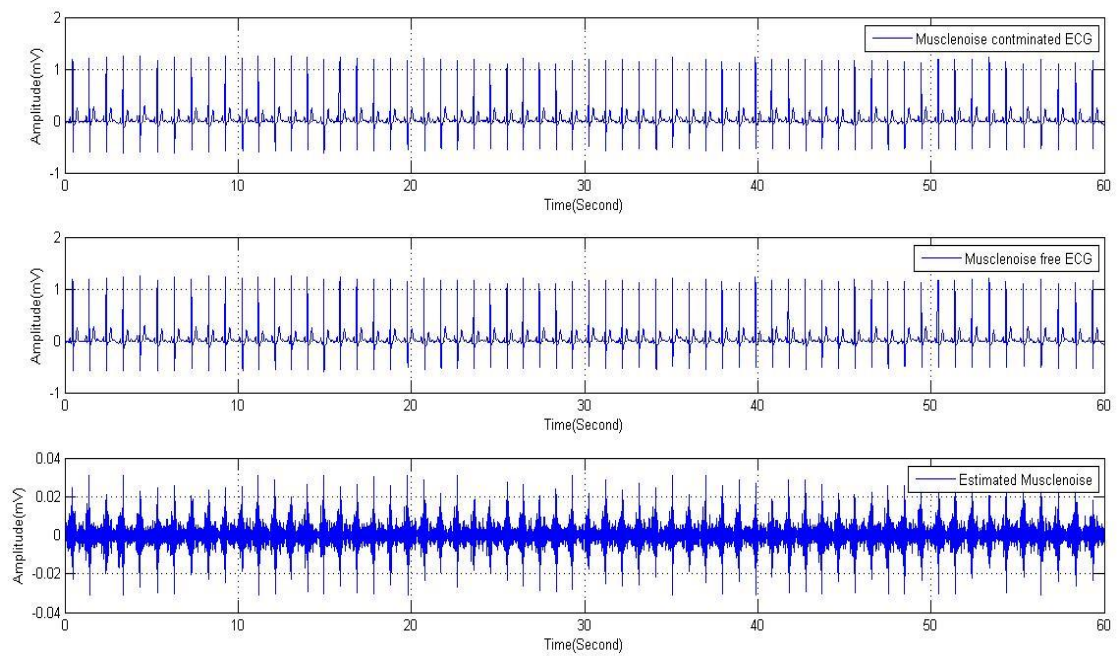 2
1
0
-1
Amplitude(mV)
Musclenoise contminated ECG
0 10 20 30 40 50 60
Time(Second)
2
1
0
-1
Amplitude(mV)
Musclenoise free ECG
0 10 20 30 40 50 60
Time(Second)
0.04
0.02
0
-0.02
-0.04
Amplitude(mV)
Estimated Musclenoise
0 10 20 30 40 50 60
Time(Second)